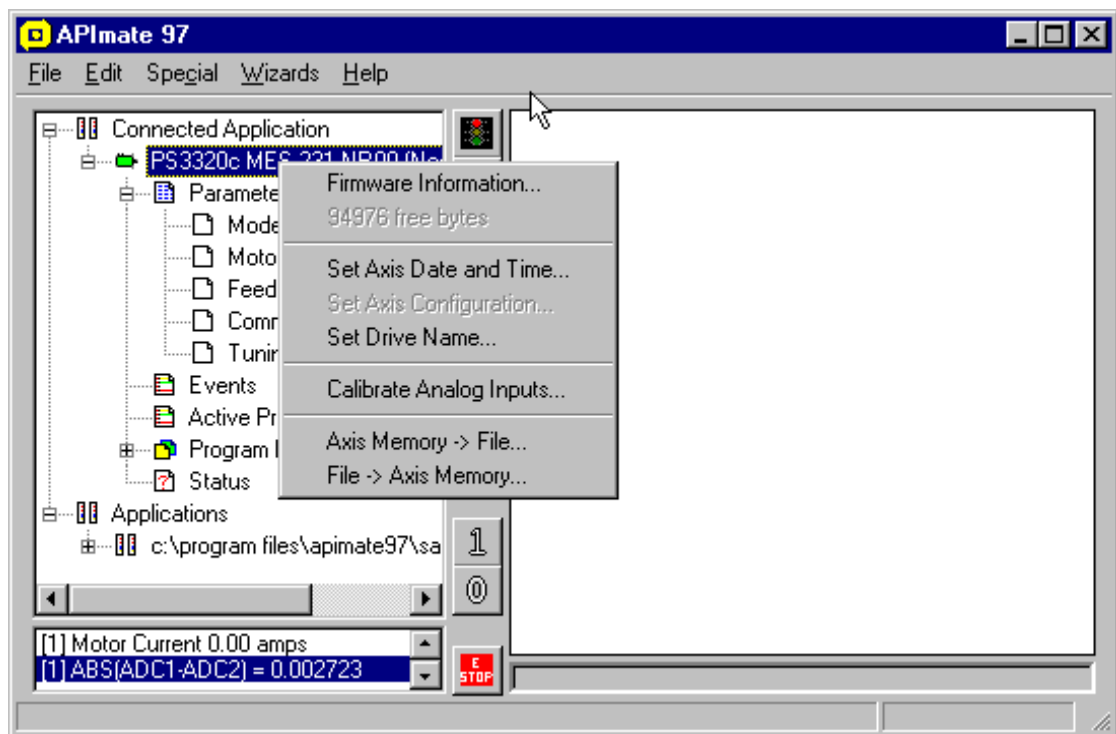 APImate 97
File Edit Special Wizards Help
Connected Application
PS3320c MES
Paramete
Mode
Moto
Feed
Comr
Tunir
Events
Active Pr
Program
Status
Applications
c:\program files\apimate97\sa
Firmware Information...
94976 free bytes
Set Axis Date and Time...
Set Axis Configuration...
Set Drive Name...
Calibrate Analog Inputs...
Axis Memory -> File...
File -> Axis Memory...
1
0
E
STOP
[1] Motor Current 0.00 amps
[1] ABS(ADC1-ADC2) = 0.002723